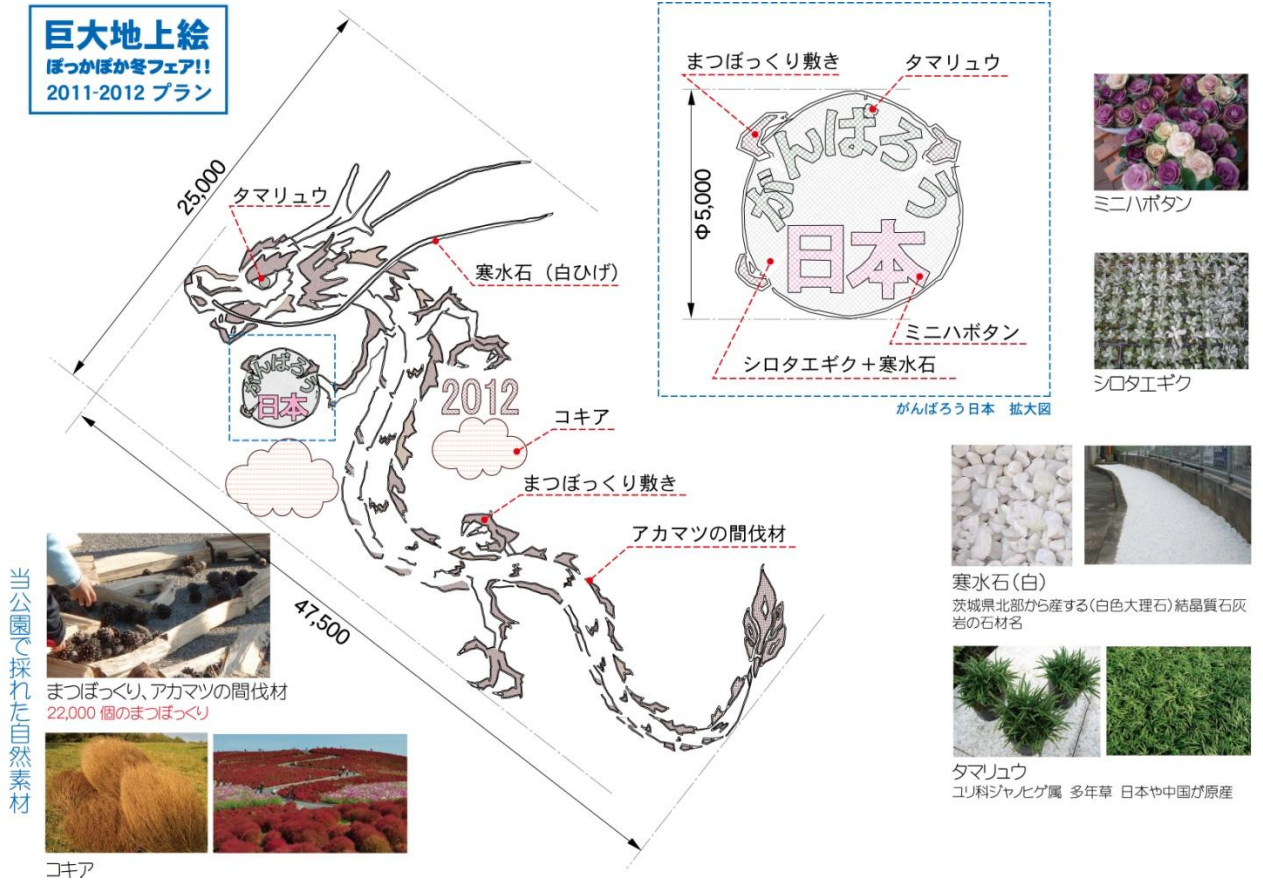 巨大地上絵
ぽっかぽか冬フェア!!
2011-2012 プラン
25,000
タマリュウ
寒水石（白ひげ）
がんばろう
日本
2012
コキア
まつぼっくり敷き
アカマツの間伐材
47,500
まつぼっくり敷き
タマリュウ
Φ5,000
がんばろう
日本
ミニハボタン
シロタエギク＋寒水石
がんばろう日本 拡大図
ミニハボタン
シロタエギク
寒水石(白)
茨城県北部から産する(白色大理石)結晶質石灰
岩の石材名
タマリュウ
ユリ科ジャノヒゲ属 多年草 日本や中国が原産
当公園で採れた自然素材
まつぼっくり、アカマツの間伐材
22,000 個のまつぼっくり
コキア